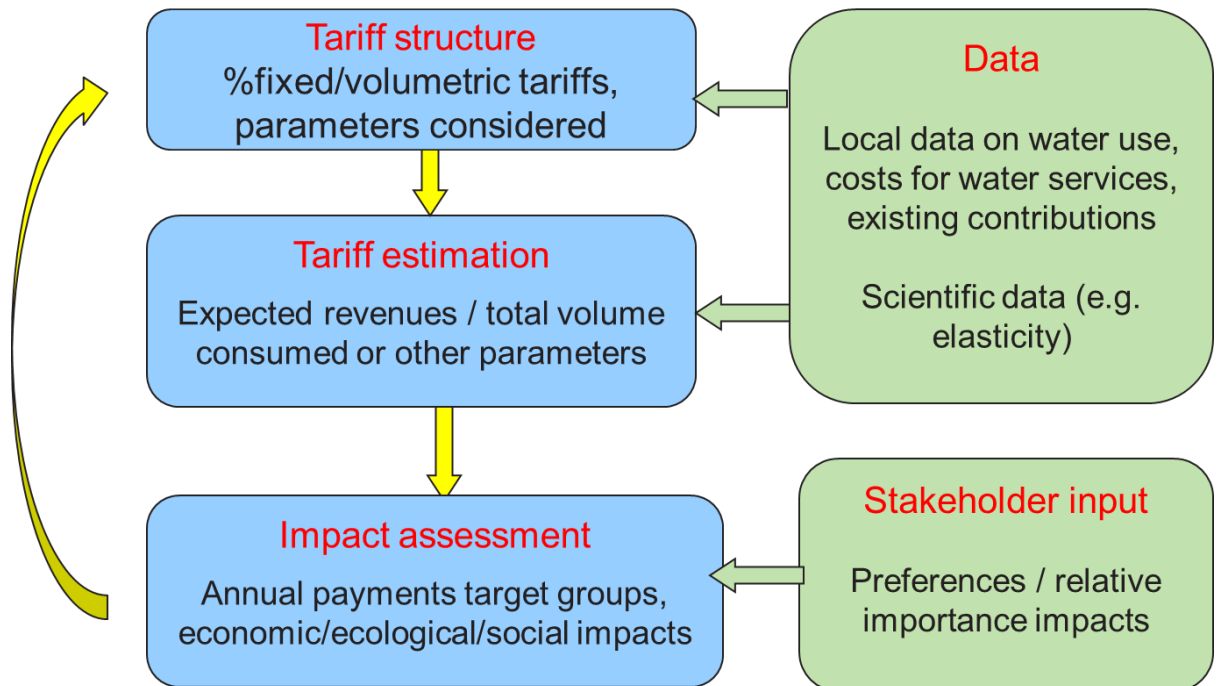 Tariff structure
%fixed/volumetric tariffs,
parameters considered
Tariff estimation
Expected revenues / total volume
consumed or other parameters
Impact assessment
Annual payments target groups,
economic/ecological/social impacts
Data
Local data on water use,
costs for water services,
existing contributions
Scientific data (e.g.
elasticity)
Stakeholder input
Preferences / relative
importance impacts